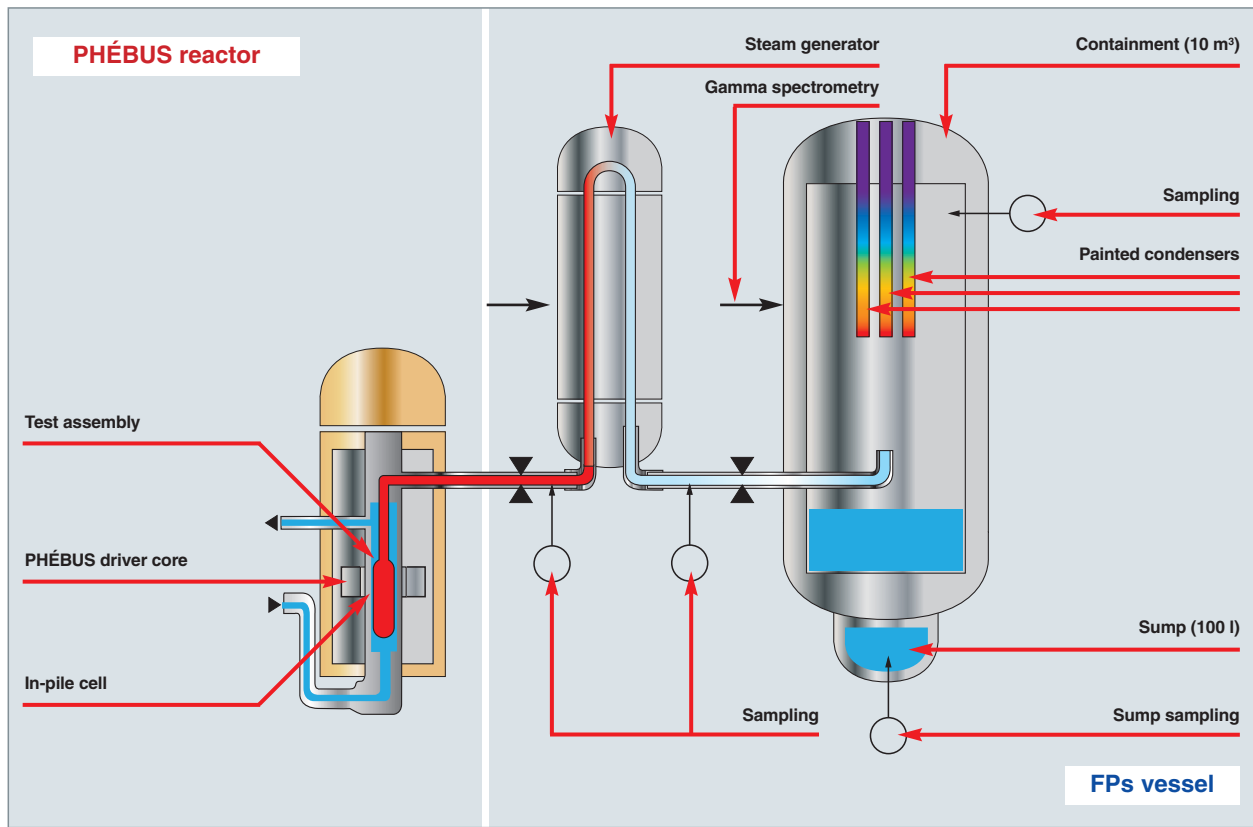 PHÉBUS reactor
Steam generator
Containment (10 m³)
Gamma spectrometry
Sampling
Painted condensers
Test assembly
PHÉBUS driver core
Sump (100 l)
In-pile cell
Sampling
Sump sampling
FPs vessel